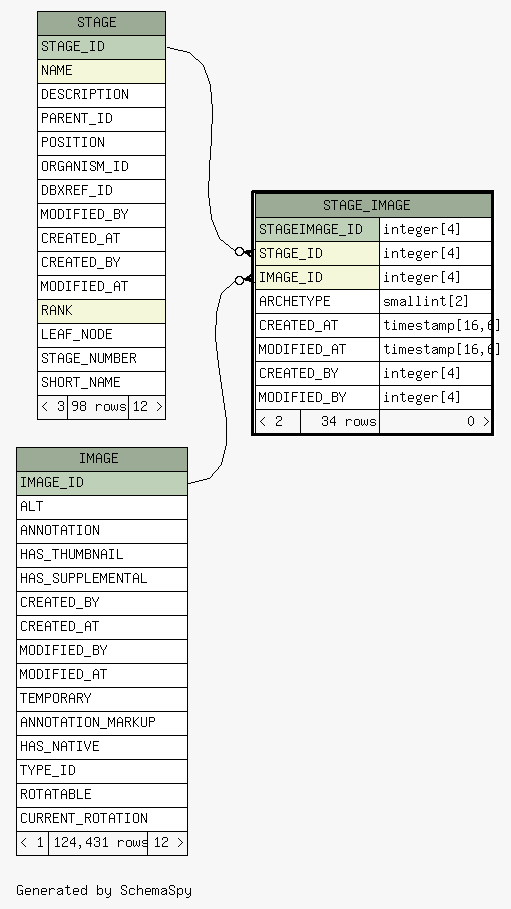 STAGE
STAGE_ID
NAME
DESCRIPTION
PARENT_ID
POSITION
ORGANISM_ID
DBXREF_ID
MODIFIED_BY
CREATED_AT
CREATED_BY
MODIFIED_AT
RANK
LEAF_NODE
STAGE_NUMBER
SHORT_NAME
< 3 98 rows 12 >
STAGE_IMAGE
STAGEIMAGE_ID integer[4]
STAGE_ID integer[4]
IMAGE_ID integer[4]
ARCHETYPE smallint[2]
CREATED_AT timestamp[16,6]
MODIFIED_AT timestamp[16,6]
CREATED_BY integer[4]
MODIFIED_BY integer[4]
< 2 34 rows 0 >
IMAGE
IMAGE_ID
ALT
ANNOTATION
HAS_THUMBNAIL
HAS_SUPPLEMENTAL
CREATED_BY
CREATED_AT
MODIFIED_BY
MODIFIED_AT
TEMPORARY
ANNOTATION_MARKUP
HAS_NATIVE
TYPE_ID
ROTATABLE
CURRENT_ROTATION
< 1 124,431 rows 12 >
Generated by SchemaSpy